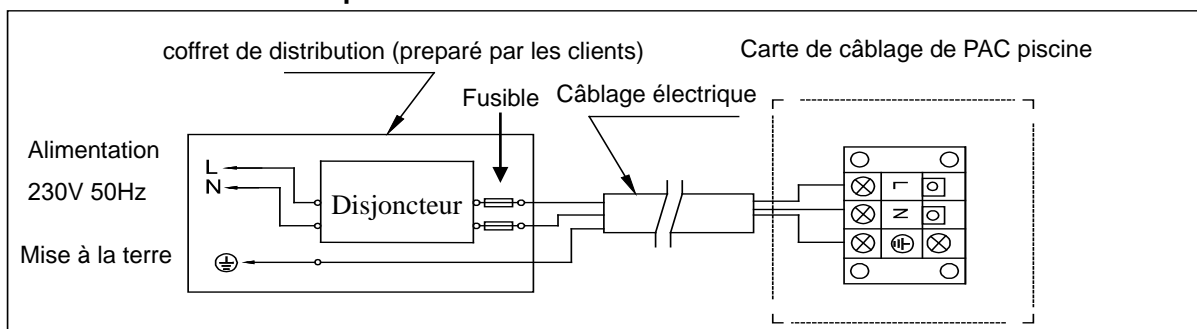 coffret de distribution (preparé par les clients)
Carte de câblage de PAC piscine
Fusible
Câblage électrique
Alimentation
230V 50Hz
L
N
Disjoncteur
Mise à la terre
L
N